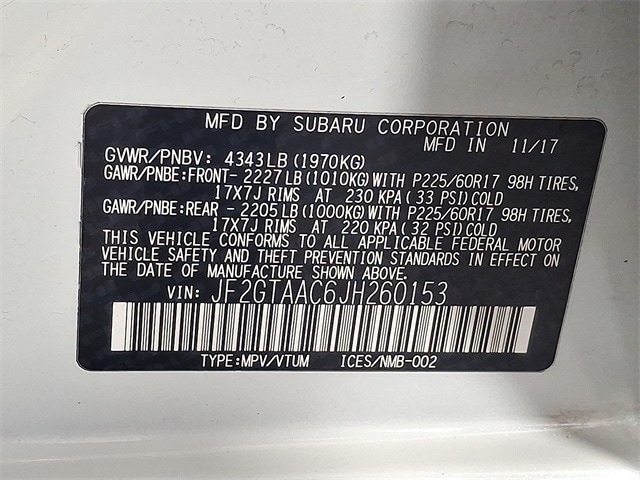 MFD BY SUBARU CORPORATION
MFD IN 11/17
GVWR/PNBV: 4343LB (1970KG)
GAWR/PNBE:FRONT- 2227LB (1010KG) WITH P225/60R17 98H TIRES,
17X7J RIMS AT 230 KPA ( 33 PSI) COLD
GAWR/PNBE:REAR - 2205LB (1000KG) WITH P225/60R17 98H TIRES,
17X7J RIMS AT 220 KPA ( 32 PSI) COLD
THIS VEHICLE CONFORMS TO ALL APPLICABLE FEDERAL MOTOR
VEHICLE SAFETY AND THEFT PREVENTION STANDARDS IN EFFECT ON
THE DATE OF MANUFACTURE SHOWN ABOVE.
VIN: JF2GTAAC6JH260153
TYPE:MPV/VTUM ICES/NMB-002